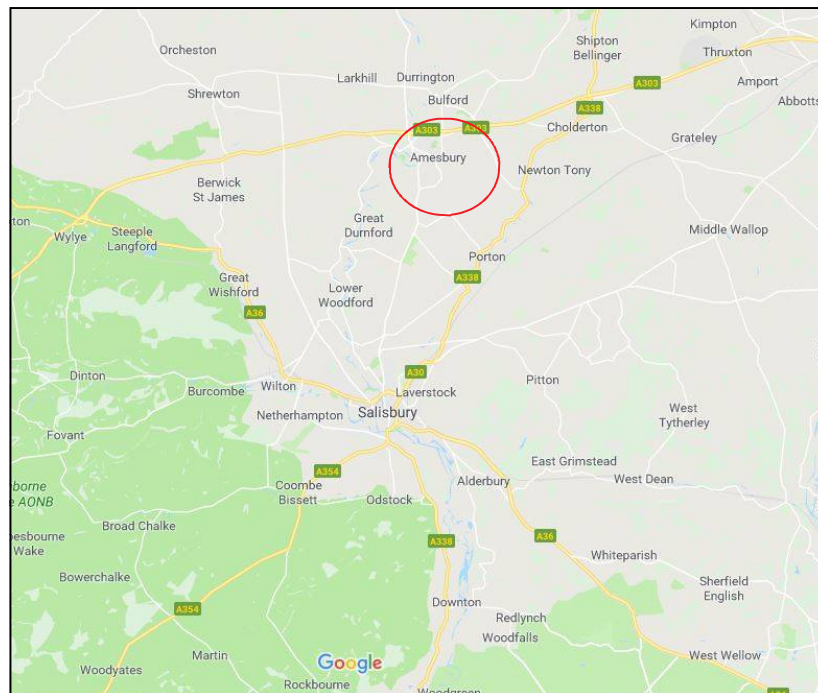 Kimpton
Orcheston
Shipton
Bellinger
Thruxton
Larkhill
Durrington
A303
Amport
Shrewton
Bulford
A338
Abbotts
A303
A303
Cholderton
Grateley
Amesbury
Newton Tony
Berwick
St James
Great
Durnford
Middle Wallop
Steeple
Langford
Wylye
Porton
Great
Wishford
A338
Lower
Woodford
A36
Dinton
A30
Pitton
Wilton
Burcombe
Laverstock
Netherhampton
Salisbury
West
Tytherley
Fovant
East Grimstead
A354
West Dean
Coombe
Bissett
Alderbury
AONB
Odstock
Broad Chalke
A36
Wake
A338
Whiteparish
Bowerchalke
Sherfield
English
Downton
A354
Redlynch
Woodfalls
Martin
West Wellow
Google
Woodyates
Rockbourne
Woodgreen